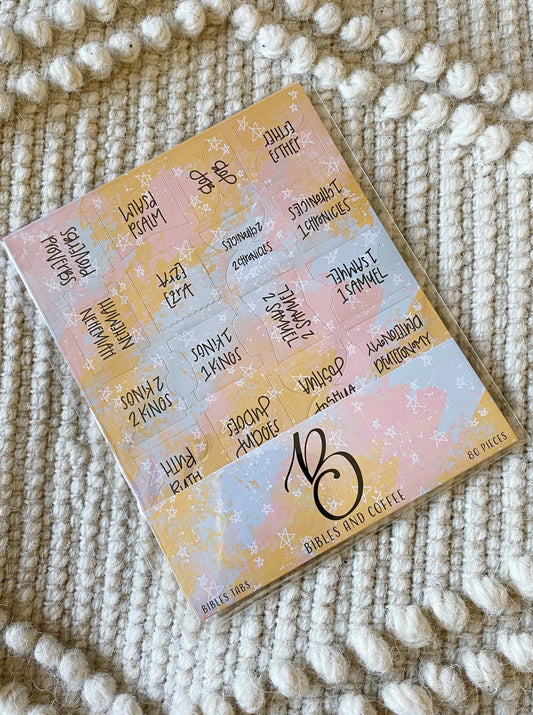 ESTHER
ESTHER
JOB
JOB
PSALM
PSALM
PROVERBS
PROVERBS
1 CHRONICLES
1 CHRONICLES
2 CHRONICLES
2 CHRONICLES
EZRA
EZRA
NEHEMIAH
NEHEMIAH
1 SAMUEL
1 SAMUEL
2 SAMUEL
2 SAMUEL
1 KINGS
1 KINGS
2 KINGS
2 KINGS
DEUTERONOMY
DEUTERONOMY
JOSHUA
JOSHUA
JUDGES
JUDGES
RUTH
RUTH
B
BIBLES AND COFFEE
BIBLES TABS
80 PIECES